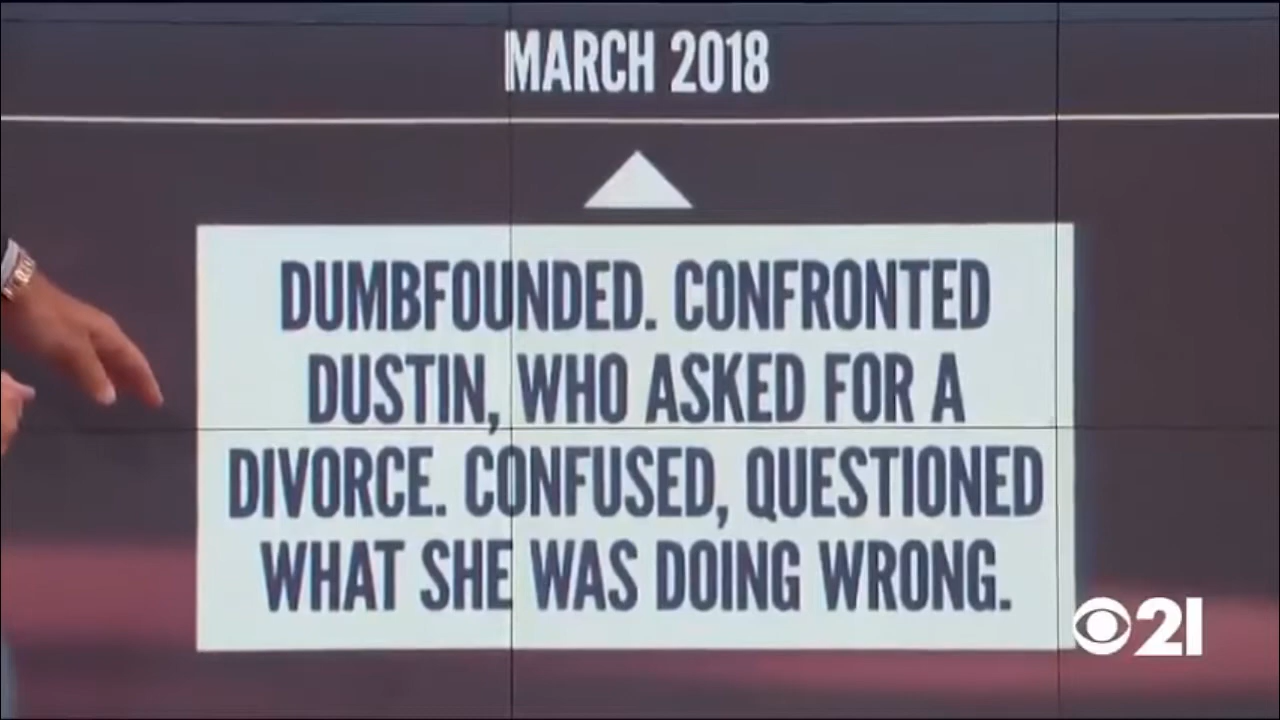 MARCH 2018
DUMBFOUNDED. CONFRONTED
DUSTIN, WHO ASKED FOR A
DIVORCE. CONFUSED, QUESTIONED
WHAT SHE WAS DOING WRONG.
21